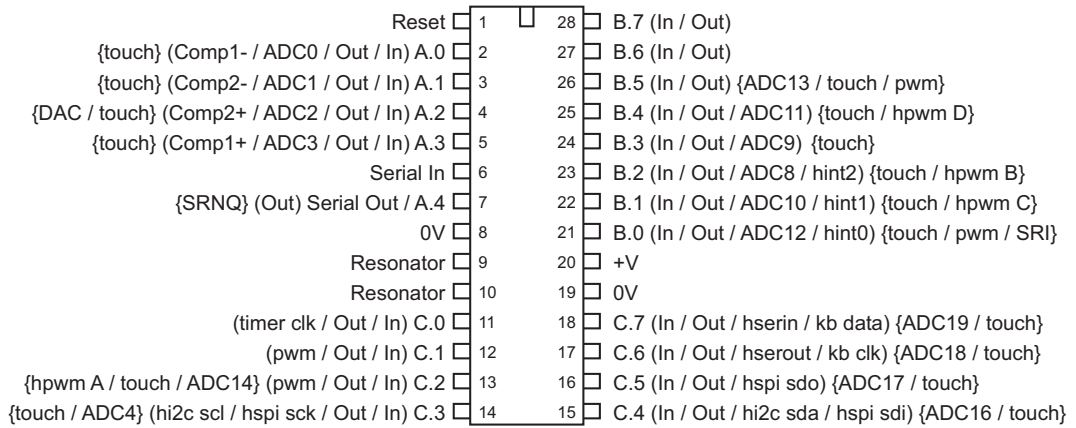 Reset 1 28 B.7 (In / Out)
{touch} (Comp1- / ADC0 / Out / In) A.0 2 27 B.6 (In / Out)
{touch} (Comp2- / ADC1 / Out / In) A.1 3 26 B.5 (In / Out) {ADC13 / touch / pwm}
{DAC / touch} (Comp2+ / ADC2 / Out / In) A.2 4 25 B.4 (In / Out / ADC11) {touch / hpwm D}
{touch} (Comp1+ / ADC3 / Out / In) A.3 5 24 B.3 (In / Out / ADC9) {touch}
Serial In 6 23 B.2 (In / Out / ADC8 / hint2) {touch / hpwm B}
{SRNQ} (Out) Serial Out / A.4 7 22 B.1 (In / Out / ADC10 / hint1) {touch / hpwm C}
0V 8 21 B.0 (In / Out / ADC12 / hint0) {touch / pwm / SRI}
Resonator 9 20 +V
Resonator 10 19 0V
(timer clk / Out / In) C.0 11 18 C.7 (In / Out / hserin / kb data) {ADC19 / touch}
(pwm / Out / In) C.1 12 17 C.6 (In / Out / hserout / kb clk) {ADC18 / touch}
{hpwm A / touch / ADC14} (pwm / Out / In) C.2 13 16 C.5 (In / Out / hspi sdo) {ADC17 / touch}
{touch / ADC4} (hi2c scl / hspi sck / Out / In) C.3 14 15 C.4 (In / Out / hi2c sda / hspi sdi) {ADC16 / touch}